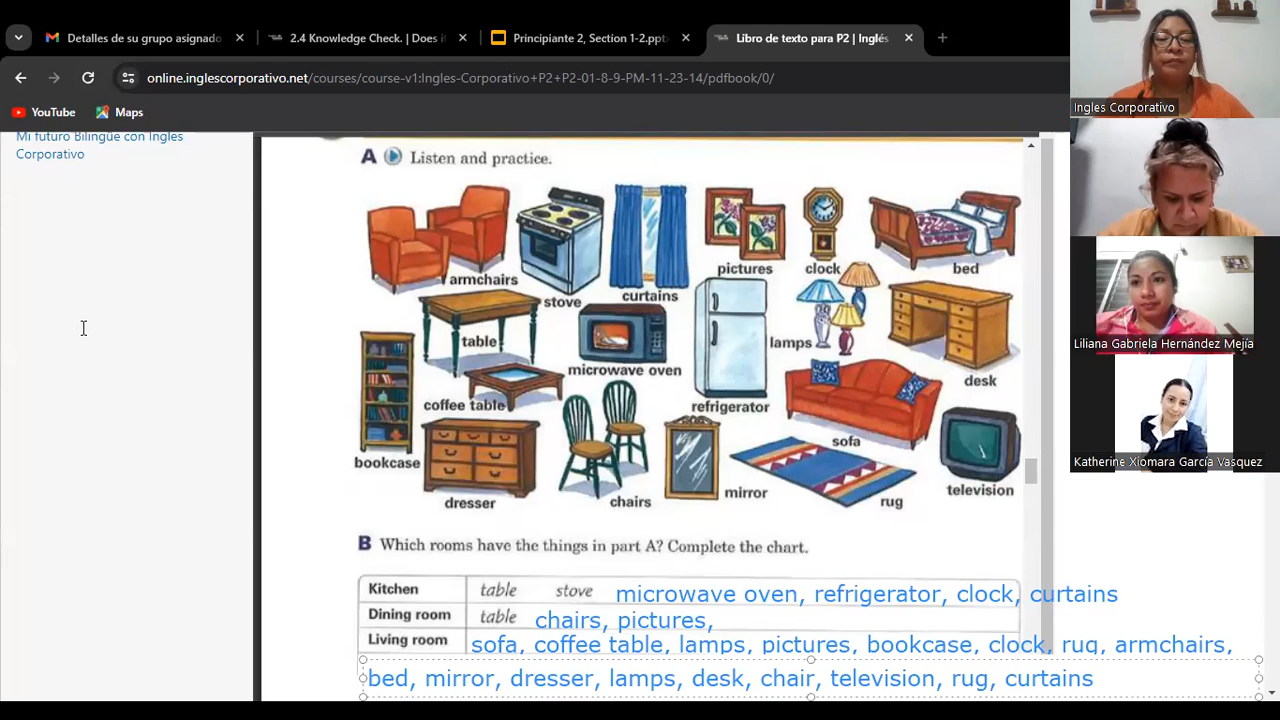 Detalles de su grupo asignado
2.4 Knowledge Check. | Does i
Principiante 2, Section 1-2.ppt
Libro de texto para P2 | Inglés
online.inglescorporativo.net/courses/course-v1:Ingles-Corporativo+P2+P2-01-8-9-PM-11-23-14/pdfbook/0/
YouTube
Maps
Mi futuro Bilingüe con Ingles
Corporativo
A Listen and practice.
armchairs
stove
curtains
pictures
clock
bed
table
microwave oven
lamps
desk
coffee table
refrigerator
sofa
bookcase
dresser
chairs
mirror
rug
television
B Which rooms have the things in part A? Complete the chart.
Kitchen table stove microwave oven, refrigerator, clock, curtains
Dining room table chairs, pictures,
Living room sofa, coffee table, lamps, pictures, bookcase, clock, rug, armchairs,
bed, mirror, dresser, lamps, desk, chair, television, rug, curtains
Ingles Corporativo
Liliana Gabriela Hernández Mejía
Katherine Xiomara García Vasquez